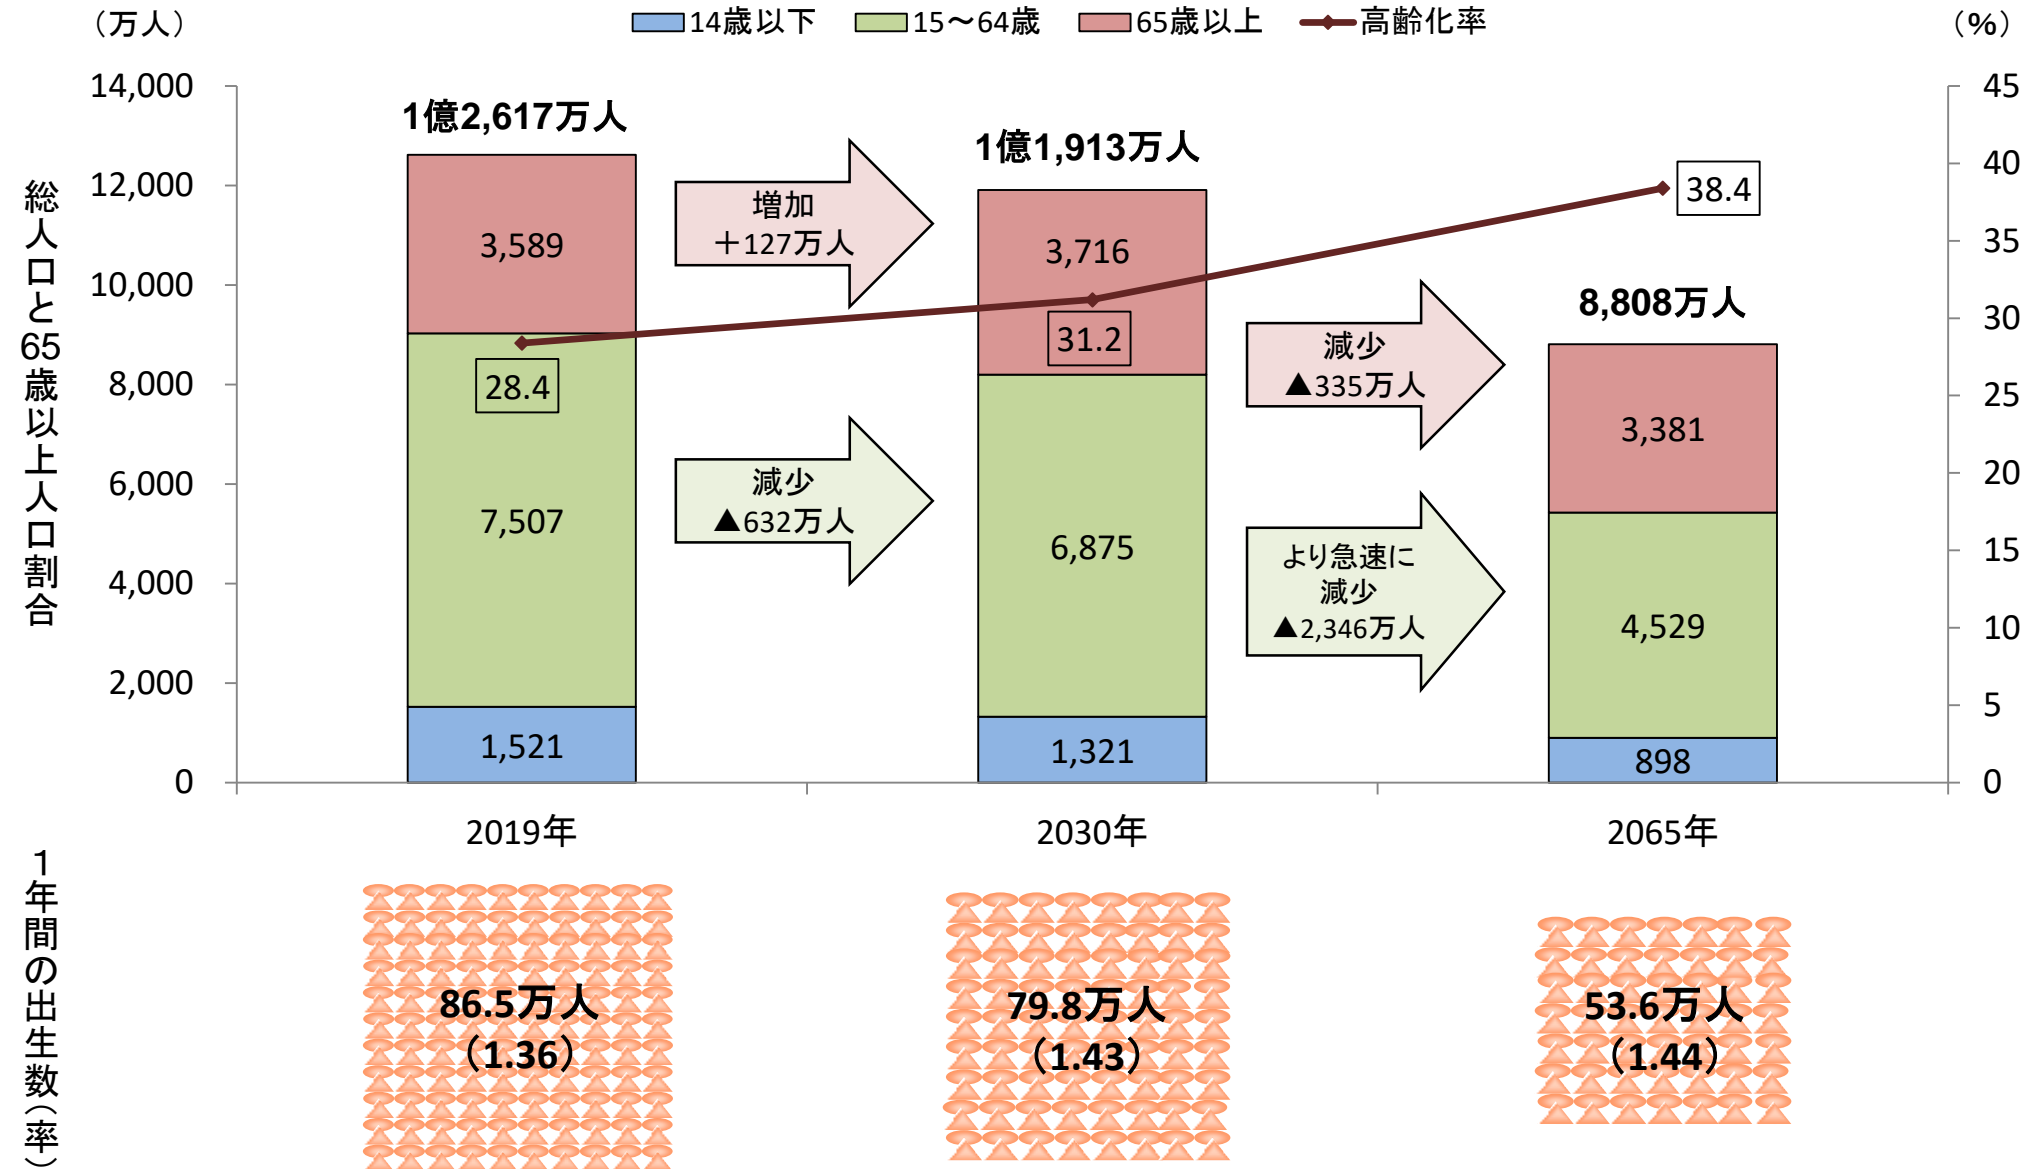 （万人）
14歳以下
15～64歳
65歳以上
高齢化率
（%）
14,000
12,000
10,000
8,000
6,000
4,000
2,000
0
45
40
35
30
25
20
15
10
5
0
総人口と65歳以上人口割合
1億2,617万人
3,589
28.4
7,507
1,521
増加
＋127万人
減少
▲632万人
1億1,913万人
3,716
31.2
6,875
1,321
減少
▲335万人
より急速に
減少
▲2,346万人
38.4
8,808万人
3,381
4,529
898
2019年
2030年
2065年
１年間の出生数（率）
86.5万人
（1.36）
79.8万人
（1.43）
53.6万人
（1.44）